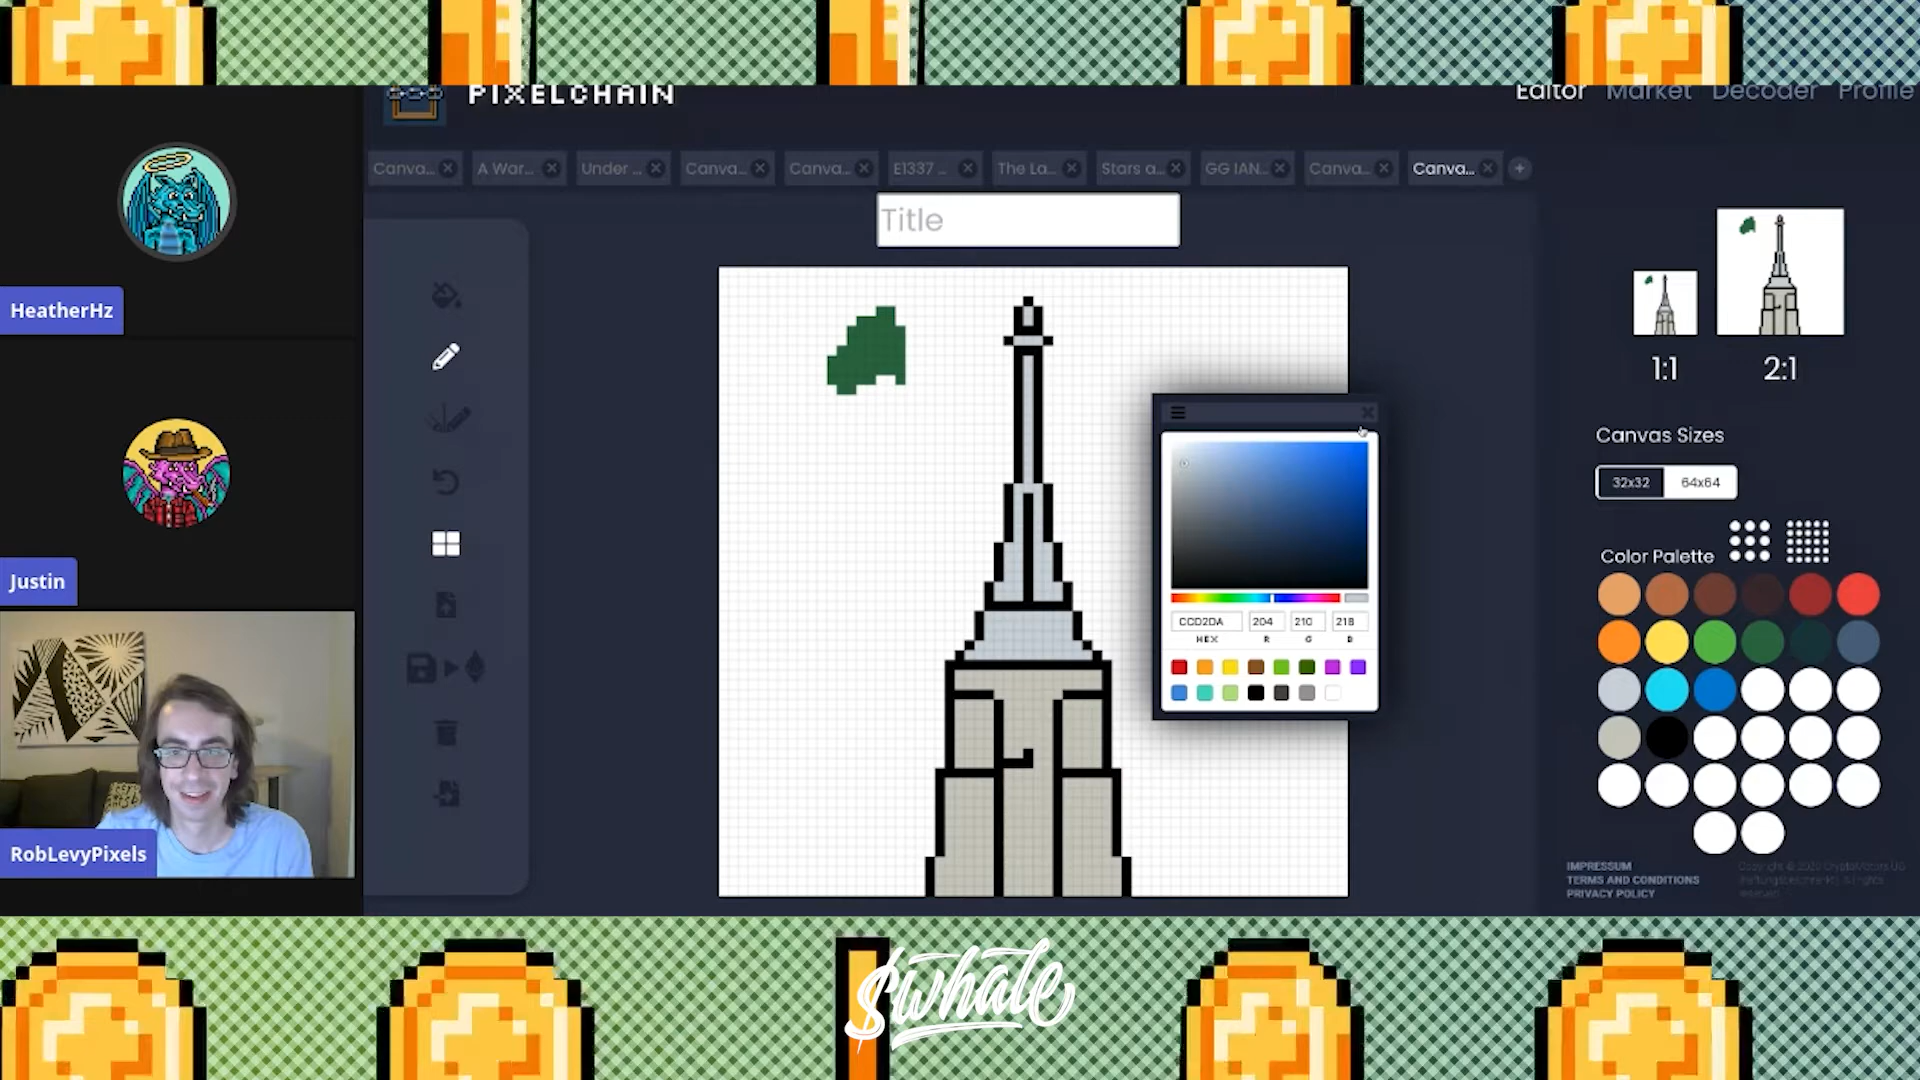 PIXELCHAIN
Editor Market Decoder Profile
Canva... A War... Under ... Canva... Canva... E1337 ... The La... Stars a... GG IAN... Canva... Canva...
Title
HeatherHz
Justin
RobLevyPixels
1:1 2:1
Canvas Sizes
32x32 64x64
Color Palette
CCD2DA 204 210 218
HEX R G B
IMPRESSUM
TERMS AND CONDITIONS
PRIVACY POLICY
$whale